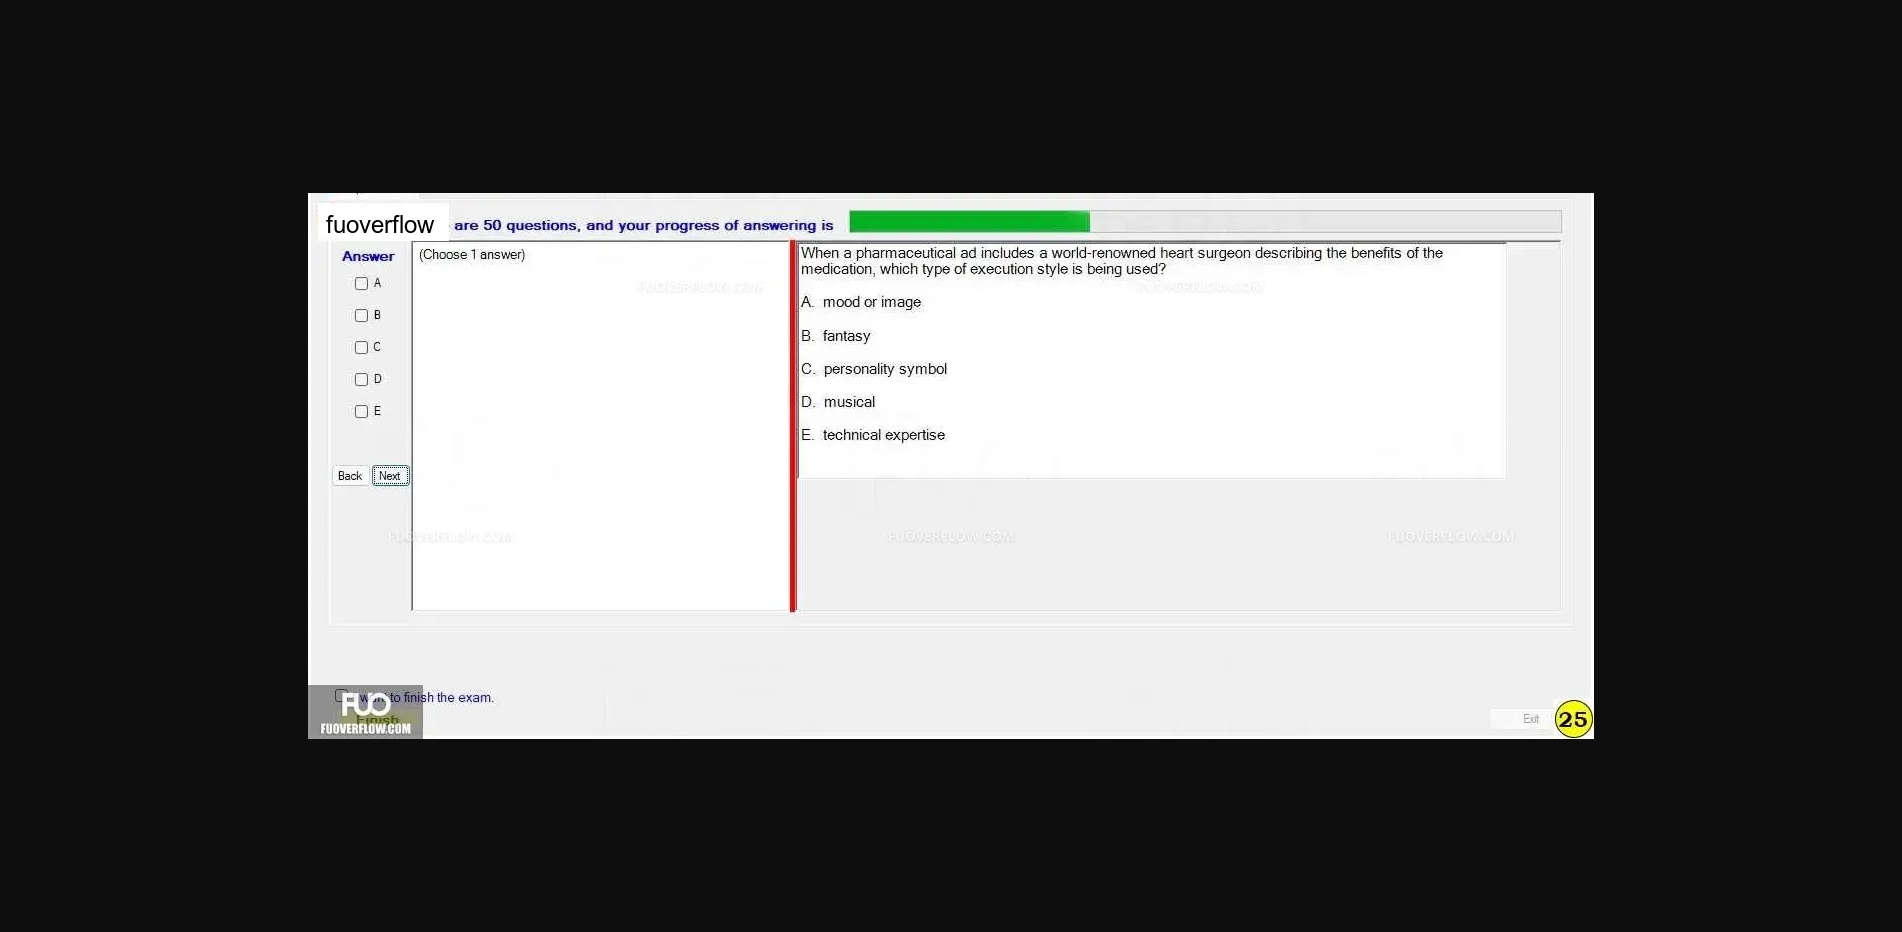 fuoverflow are 50 questions, and your progress of answering is
Answer
A
B
C
D
E
Back Next
(Choose 1 answer)
When a pharmaceutical ad includes a world-renowned heart surgeon describing the benefits of the
medication, which type of execution style is being used?
A. mood or image
B. fantasy
C. personality symbol
D. musical
E. technical expertise
FUOVERFLOW.COM FUOVERFLOW.COM
FUOVERFLOW.COM FUOVERFLOW.COM FUOVERFLOW.COM
want to finish the exam.
Finish
FUO
FUOVERFLOW.COM
Exit 25